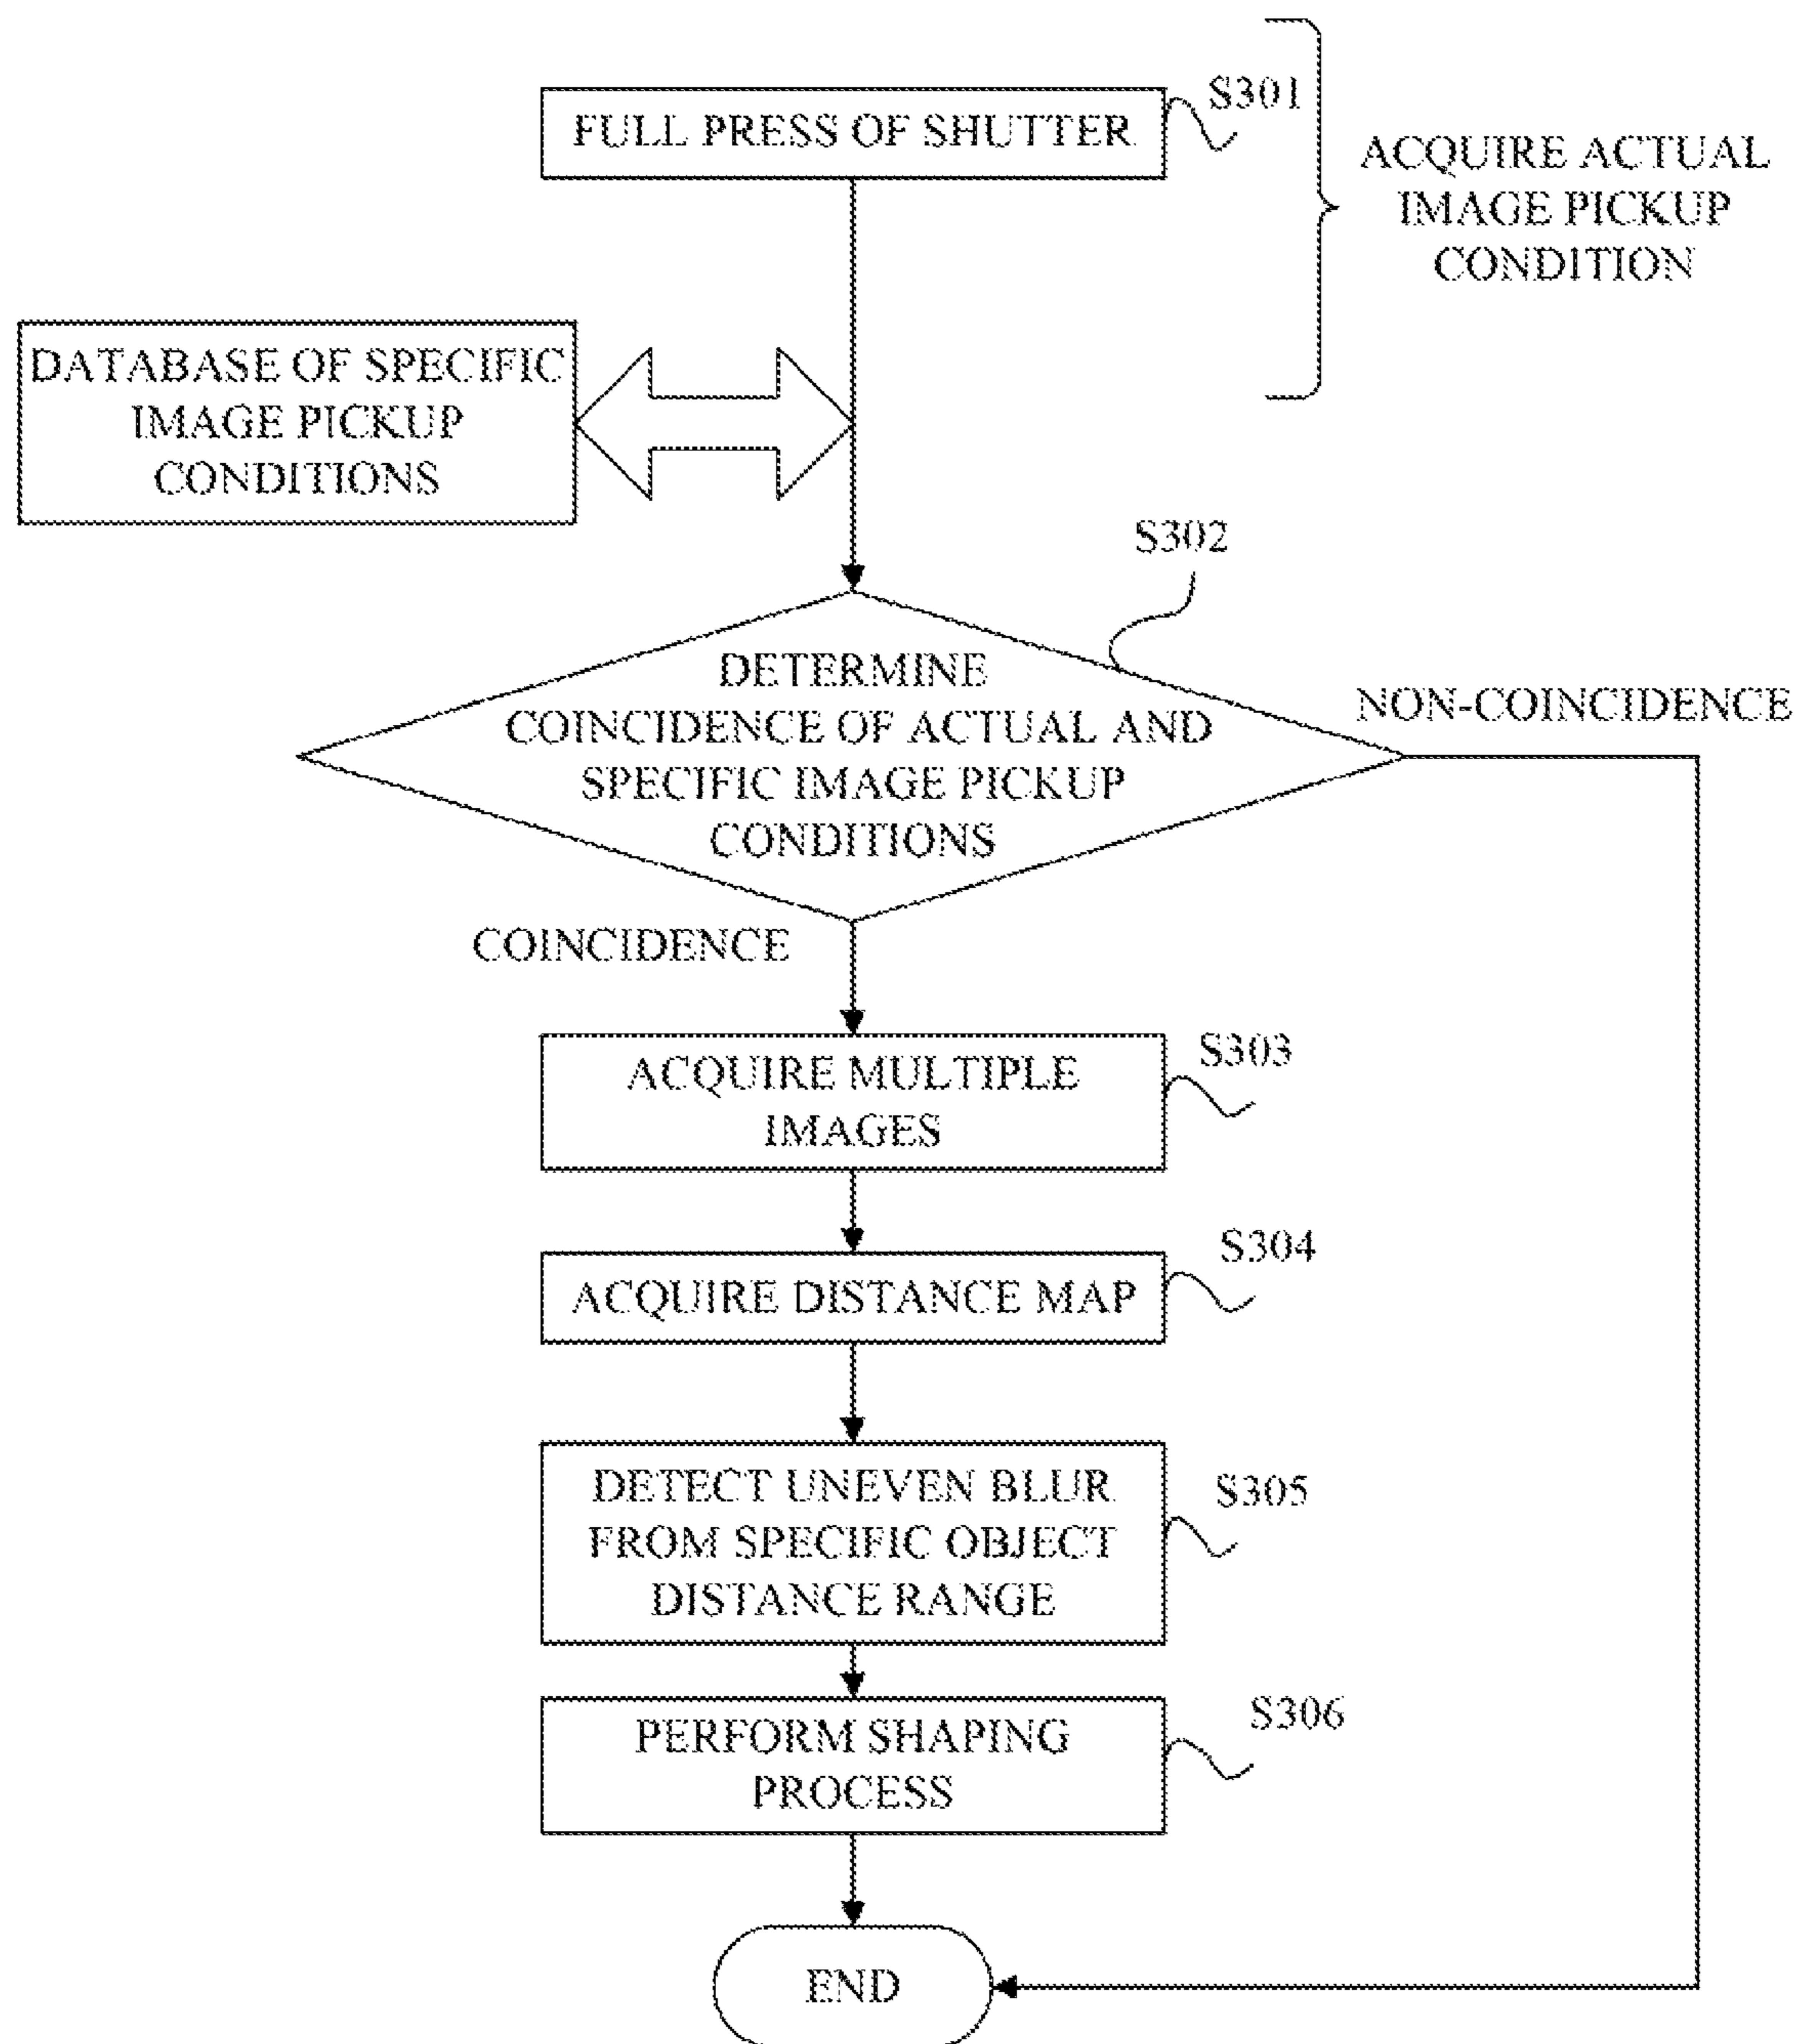 FULL PRESS OF SHUTTER
S301
ACQUIRE ACTUAL
IMAGE PICKUP
CONDITION
DATABASE OF SPECIFIC
IMAGE PICKUP
CONDITIONS
S302
DETERMINE
COINCIDENCE OF ACTUAL AND
SPECIFIC IMAGE PICKUP
CONDITIONS
NON-COINCIDENCE
COINCIDENCE
ACQUIRE MULTIPLE
IMAGES
S303
ACQUIRE DISTANCE MAP
S304
DETECT UNEVEN BLUR
FROM SPECIFIC OBJECT
DISTANCE RANGE
S305
PERFORM SHAPING
PROCESS
S306
END